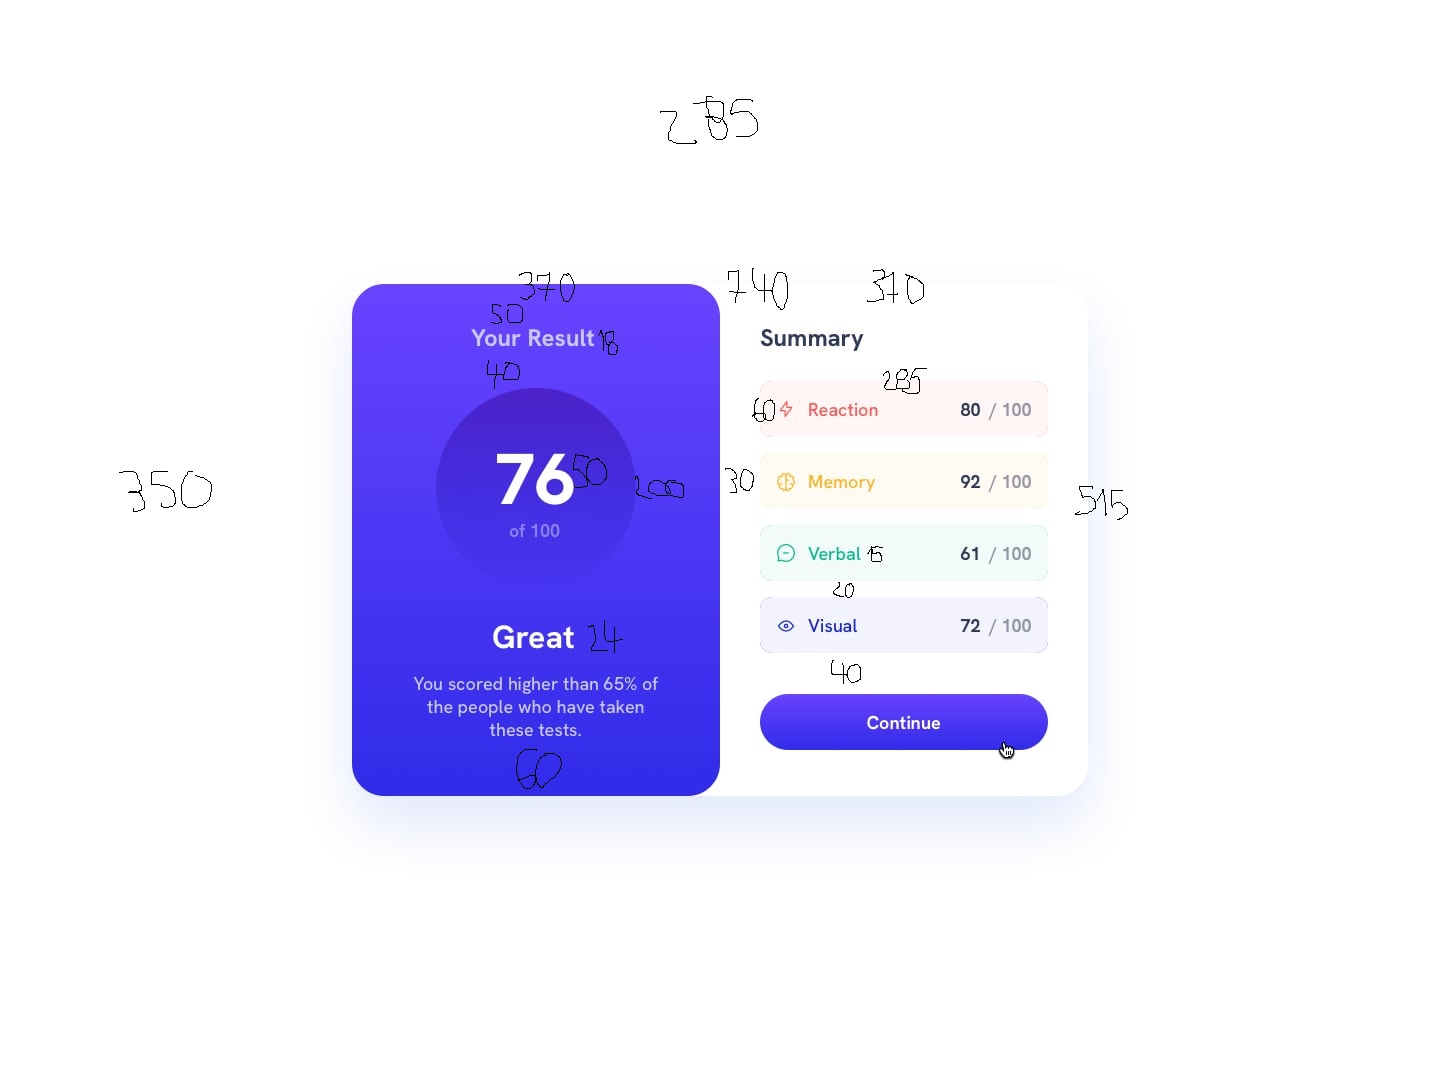 285
370 740 370
50
Your Result 18 Summary
40 285
60 Reaction 80 / 100
76 50 200
350 30 Memory 92 / 100 515
of 100
Verbal 15 61 / 100
20
Great 24 Visual 72 / 100
40
You scored higher than 65% of
the people who have taken
these tests.
Continue
60